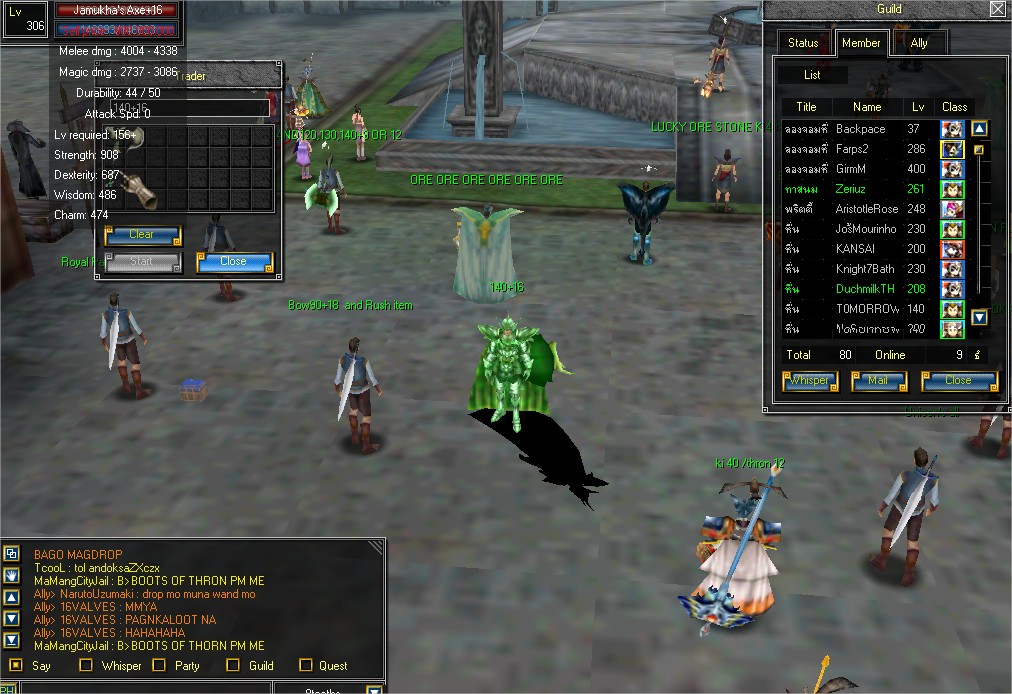 Lv
306
Jamukha's Axe+16
Melee dmg : 4004 - 4338
Magic dmg : 2737 - 3086
Durability: 44 / 50
Attack Spd: 0
Lv required: 156+
Strength: 908
Dexterity: 687
Wisdom: 486
Charm: 474
140+16
Clear
Start
Close
Guild
Status
Member
Ally
List
Title Name Lv Class
Backpace 37
Farps2 286
GirmM 400
Zeriuz 261
AristotleRose 248
230
KANSAI 200
Knight7Bath 230
DuchmilkTH 208
TOMORROW 140
Total 80 Online 9
Whisper
Mail
Close
LUCKY ORE STONE K
ORE ORE ORE ORE ORE ORE
140+16
Bow90+18 and Rush item
ki 40 /thron 12
BAGO MAGDROP
TcooL : tol andoksaZXczx
MaMangCityJail : B>BOOTS OF THRON PM ME
Ally> NarutoUzumaki : drop mo muna wand mo
Ally> 16VALVES : MMYA
Ally> 16VALVES : PAGNKALOOT NA
Ally> 16VALVES : HAHAHAHA
MaMangCityJail : B>BOOTS OF THORN PM ME
Say
Whisper
Party
Guild
Quest